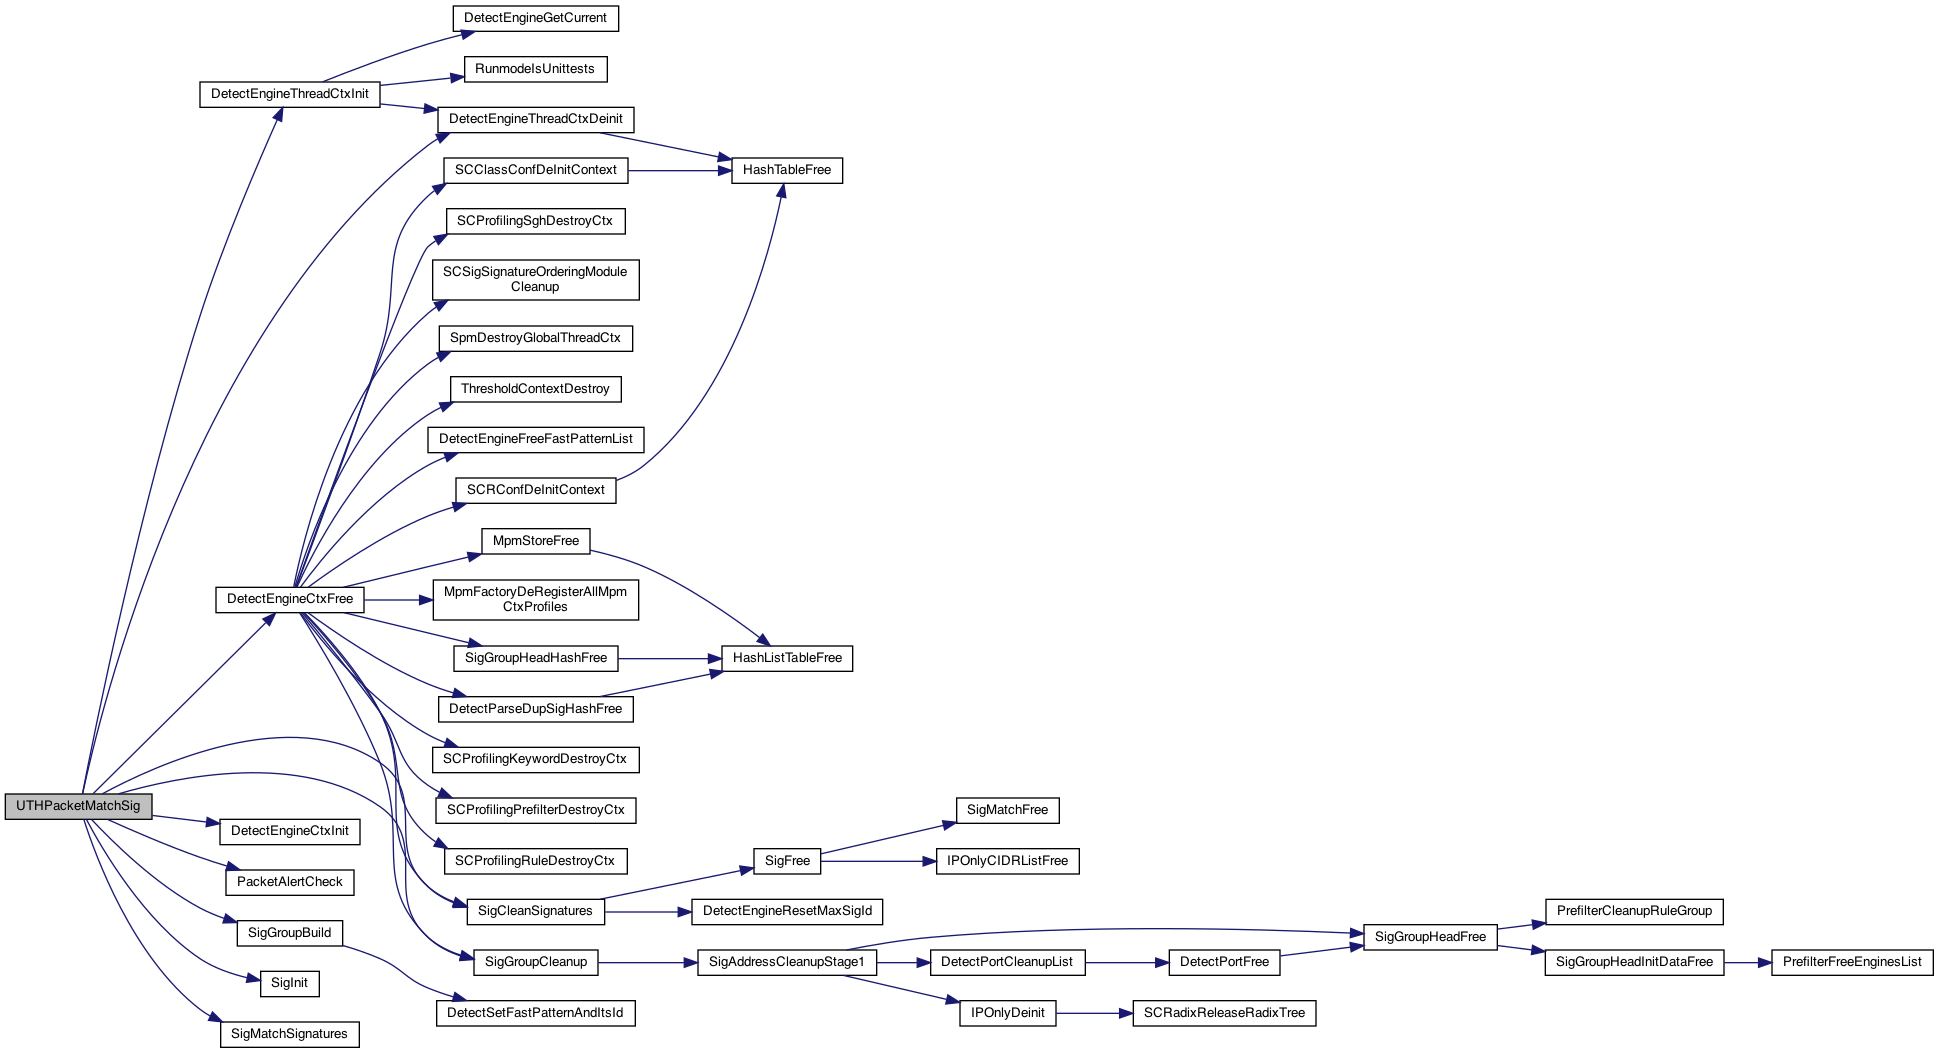 DetectEngineGetCurrent
RunmodeIsUnittests
DetectEngineThreadCtxInit
DetectEngineThreadCtxDeinit
SCClassConfDeInitContext
HashTableFree
SCProfilingSghDestroyCtx
SCSigSignatureOrderingModule
Cleanup
SpmDestroyGlobalThreadCtx
ThresholdContextDestroy
DetectEngineFreeFastPatternList
SCRConfDeInitContext
MpmStoreFree
DetectEngineCtxFree
MpmFactoryDeRegisterAllMpm
CtxProfiles
SigGroupHeadHashFree
HashListTableFree
DetectParseDupSigHashFree
SCProfilingKeywordDestroyCtx
UTHPacketMatchSig
SCProfilingPrefilterDestroyCtx
SigMatchFree
DetectEngineCtxInit
SCProfilingRuleDestroyCtx
SigFree
IPOnlyCIDRListFree
PacketAlertCheck
SigCleanSignatures
DetectEngineResetMaxSigId
PrefilterCleanupRuleGroup
SigGroupBuild
SigGroupHeadFree
SigGroupCleanup
SigAddressCleanupStage1
DetectPortCleanupList
DetectPortFree
SigGroupHeadInitDataFree
PrefilterFreeEnginesList
SigInit
DetectSetFastPatternAndItsId
IPOnlyDeinit
SCRadixReleaseRadixTree
SigMatchSignatures